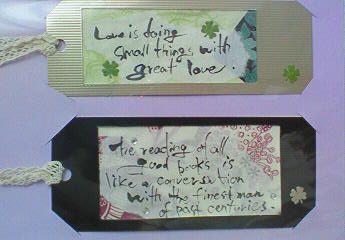 Love is doing
small things with
great love.
The reading of all
good books is
like a conversation
with the finest man
of past centuries.